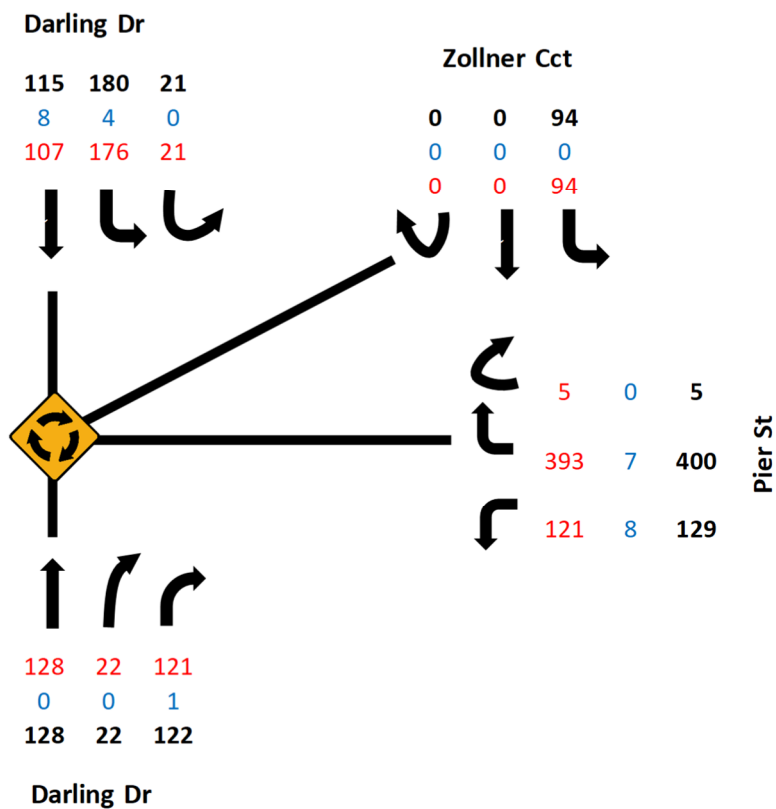 Darling Dr
115 180 21
8 4 0
107 176 21
Zollner Cct
0 0 94
0 0 0
0 0 94
5 0 5
393 7 400
121 8 129
Pier St
128 22 121
0 0 1
128 22 122
Darling Dr